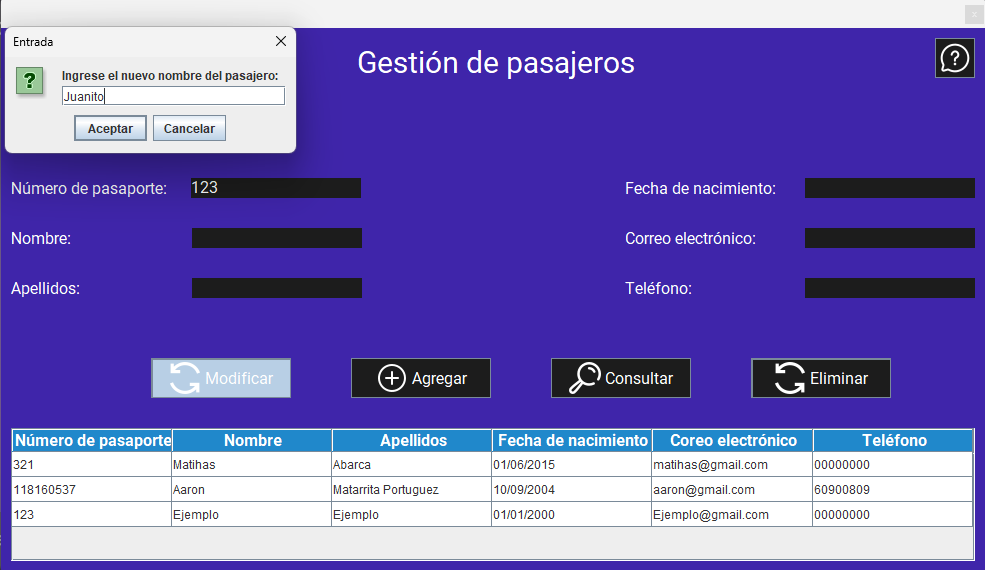 Entrada
Ingrese el nuevo nombre del pasajero:
Juanito
Aceptar Cancelar
Gestión de pasajeros
Número de pasaporte: 123 Fecha de nacimiento:
Nombre: Correo electrónico:
Apellidos: Teléfono:
Modificar Agregar Consultar Eliminar
Número de pasaporte Nombre Apellidos Fecha de nacimiento Coreo electrónico Teléfono
321 Matihas Abarca 01/06/2015 matihas@gmail.com 00000000
118160537 Aaron Matarrita Portuguez 10/09/2004 aaron@gmail.com 60900809
123 Ejemplo Ejemplo 01/01/2000 Ejemplo@gmail.com 00000000